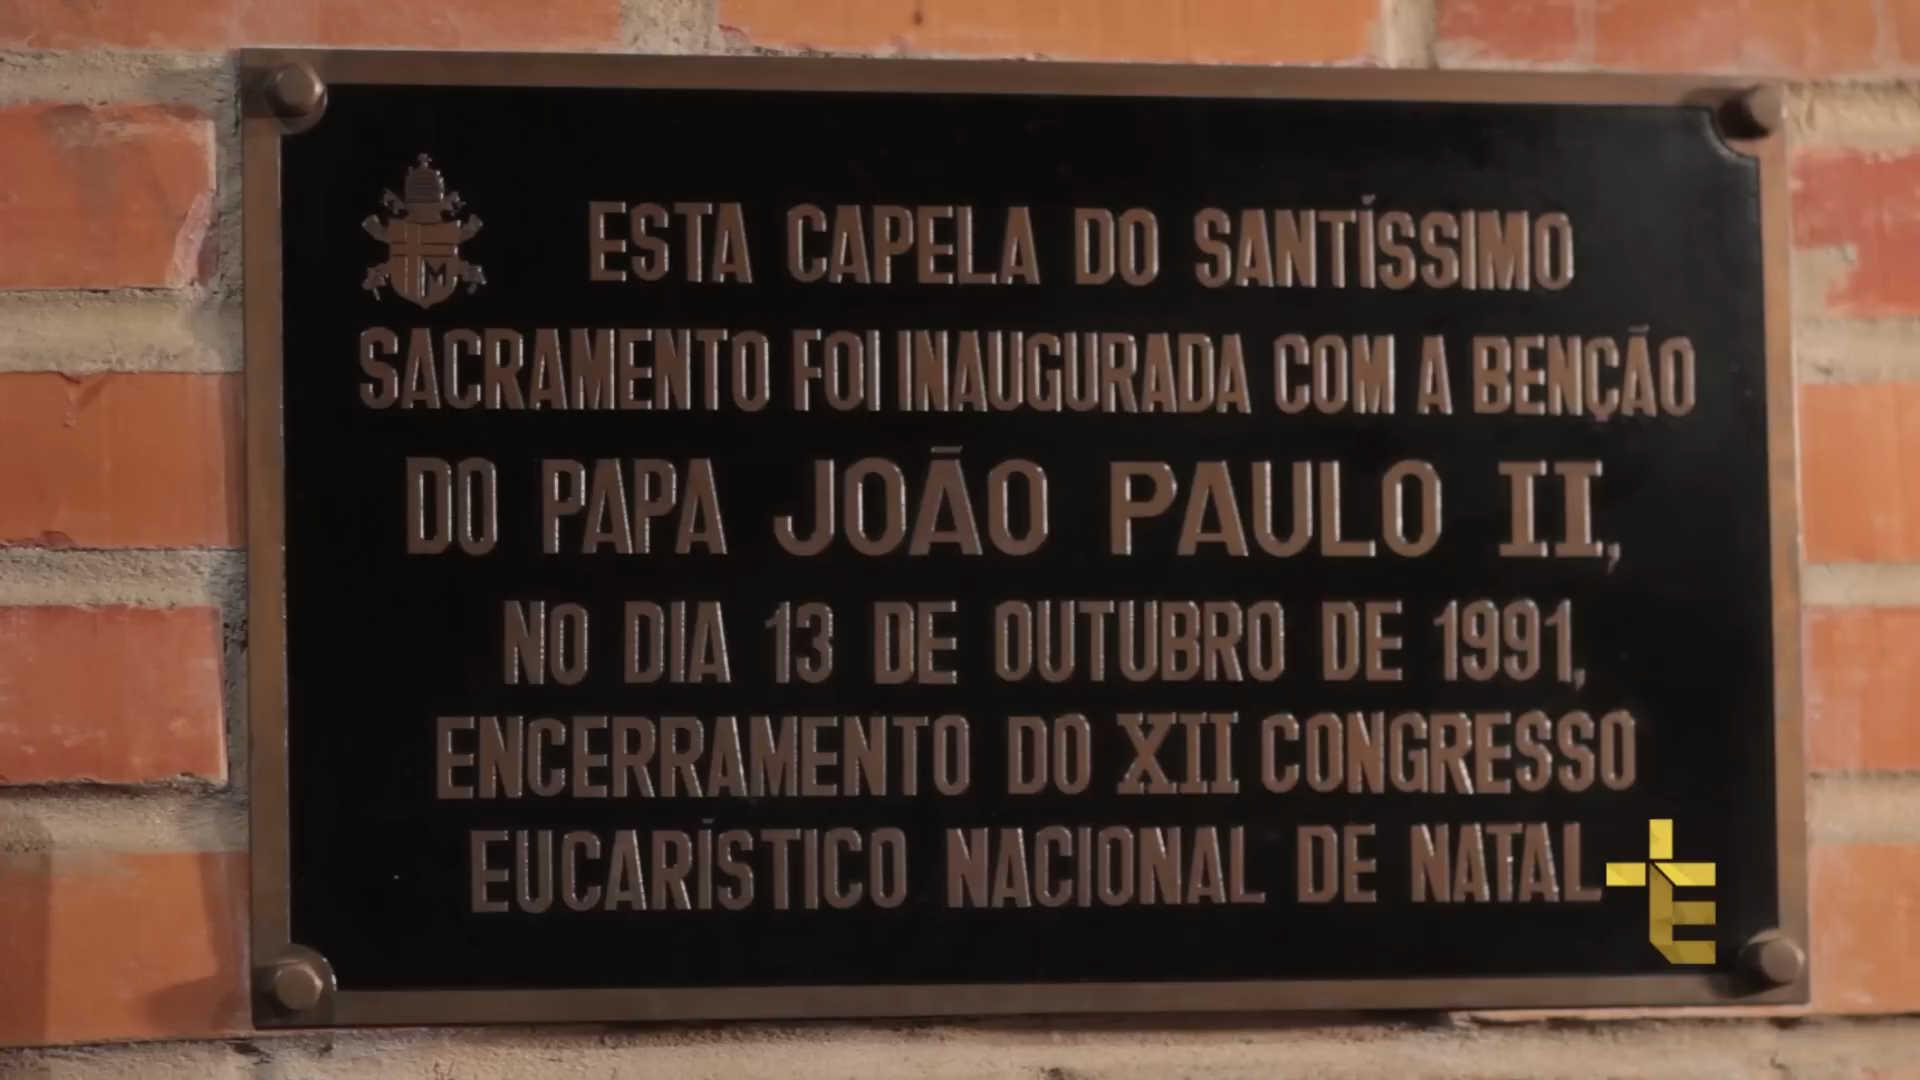 ESTA CAPELA DO SANTÍSSIMO
SACRAMENTO FOI INAUGURADA COM A BENÇÃO
DO PAPA JOÃO PAULO II,
NO DIA 13 DE OUTUBRO DE 1991,
ENCERRAMENTO DO XII CONGRESSO
EUCARÍSTICO NACIONAL DE NATAL